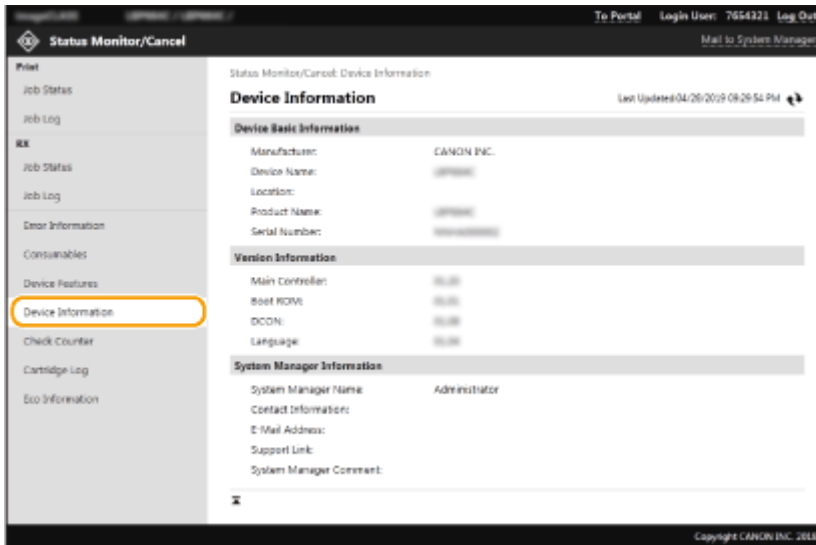 To Portal Login User: 7654321 Log Out
Status Monitor/Cancel
Mail to System Manager
Print
Job Status
Job Log
RX
Job Status
Job Log
Error Information
Consumables
Device Features
Device Information
Check Counter
Cartridge Log
Eco Information
Status Monitor/Cancel: Device Information
Device Information
Last Updated:04/28/2019 09:29:54 PM
Device Basic Information
Manufacturer: CANON INC.
Device Name:
Location:
Product Name:
Serial Number:
Version Information
Main Controller:
Boot ROM:
DCON:
Language:
System Manager Information
System Manager Name: Administrator
Contact Information:
E-Mail Address:
Support Link:
System Manager Comment:
Copyright CANON INC. 2018